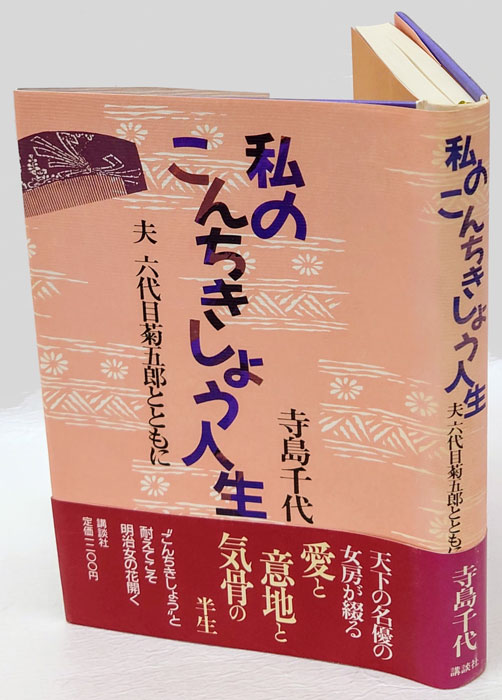 私の
こんちきしょう人生
夫 六代目菊五郎とともに
寺島千代
天下の名優の
女房が綴る
愛と
意地と
気骨の
半生
“こんちきしょう”と
耐えてこそ
明治女の花開く
講談社
定価一二〇〇円
私のこんちきしょう人生
夫 六代目菊五郎とともに
寺島千代
講談社